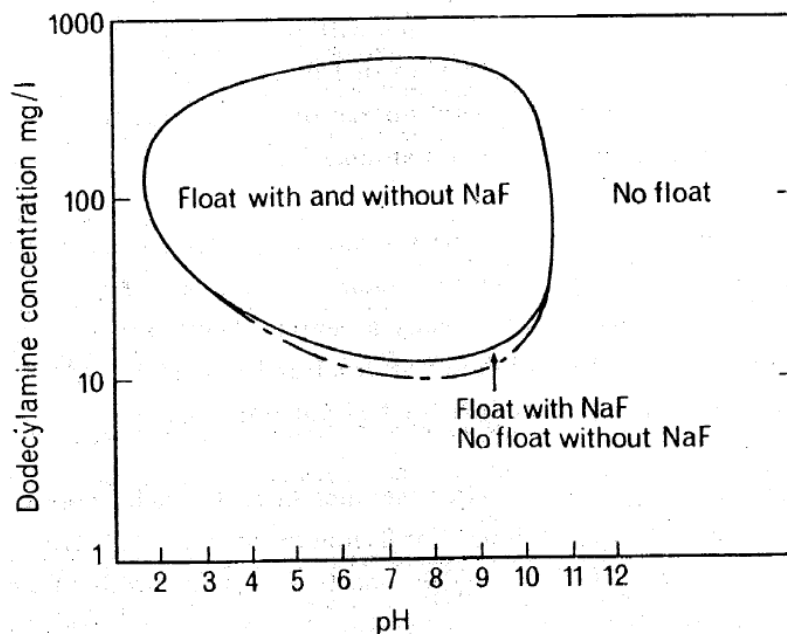 Dodecylamine concentration mg/l
1000
100
10
1
Float with and without NaF
No float
Float with NaF
No float without NaF
2 3 4 5 6 7 8 9 10 11 12
pH